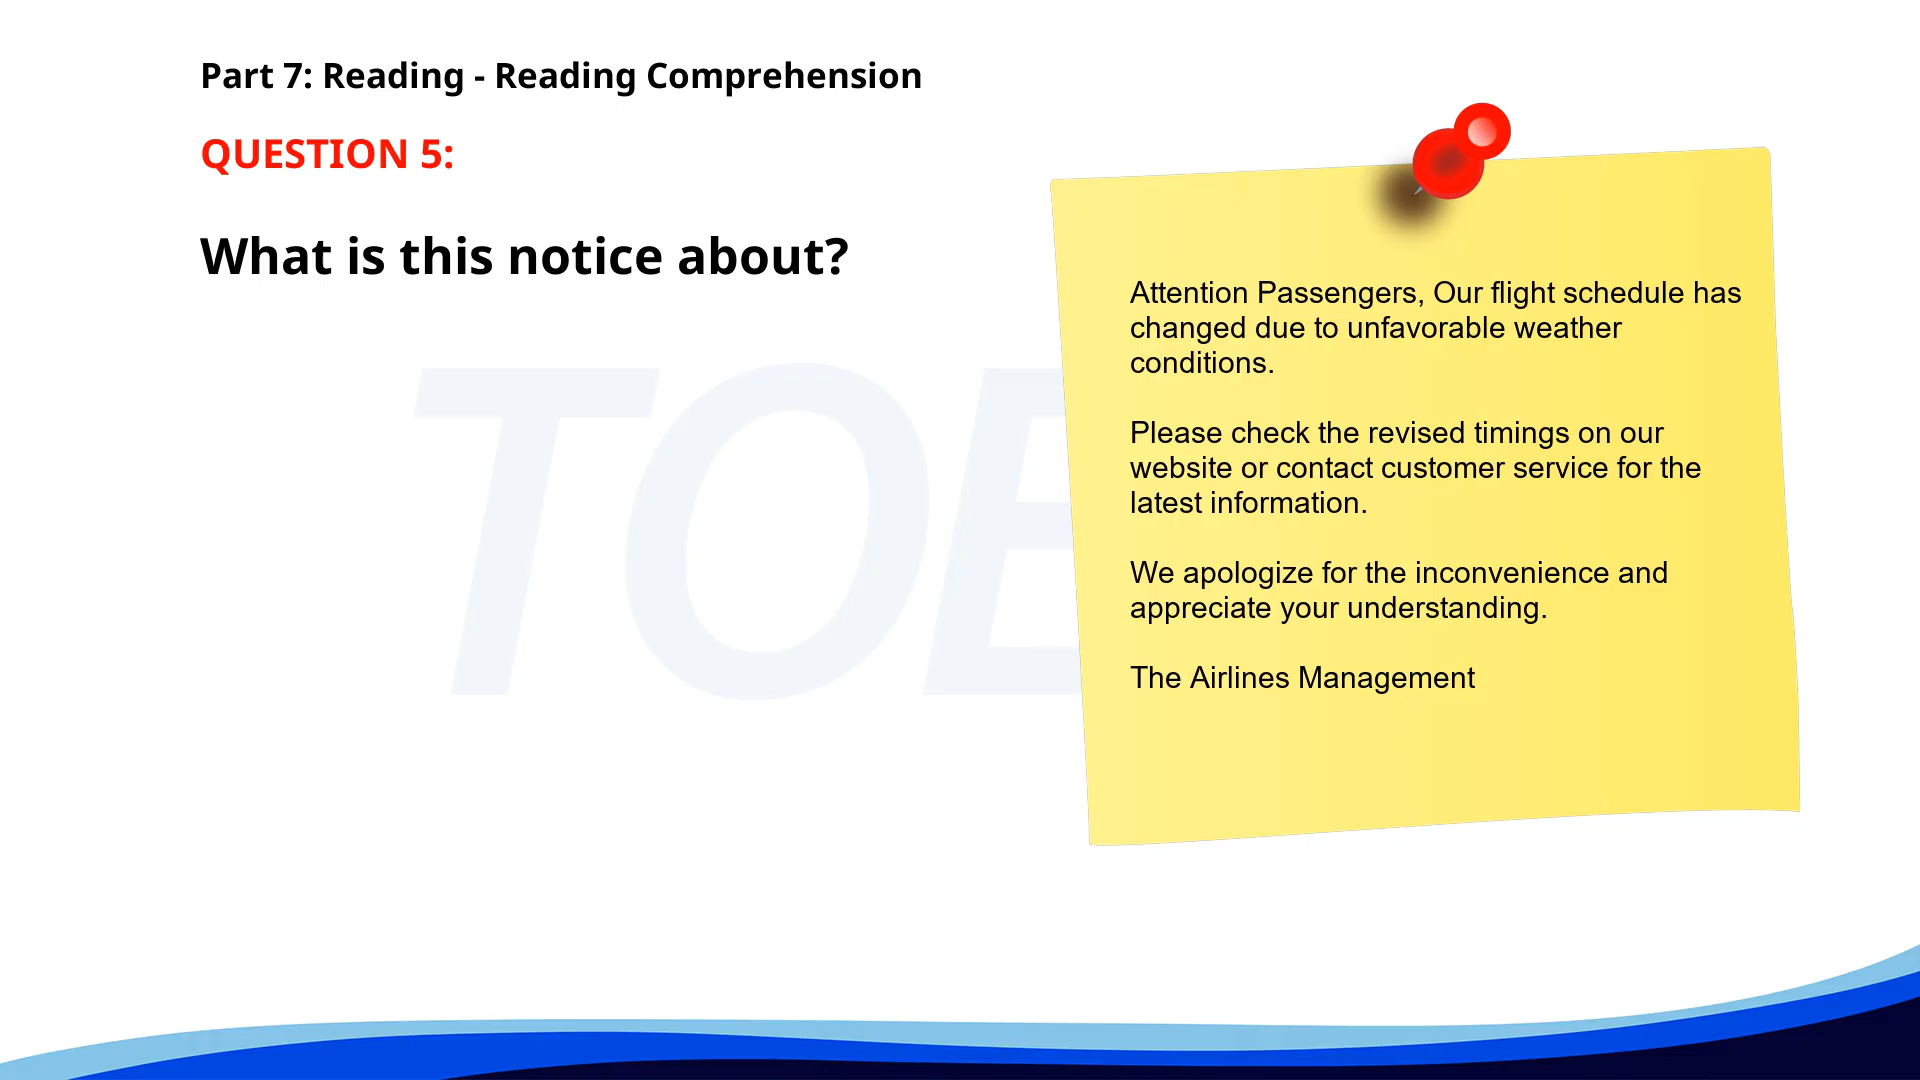 Part 7: Reading - Reading Comprehension
QUESTION 5:
What is this notice about?
Attention Passengers, Our flight schedule has
changed due to unfavorable weather
conditions.
Please check the revised timings on our
website or contact customer service for the
latest information.
We apologize for the inconvenience and
appreciate your understanding.
The Airlines Management
TOE